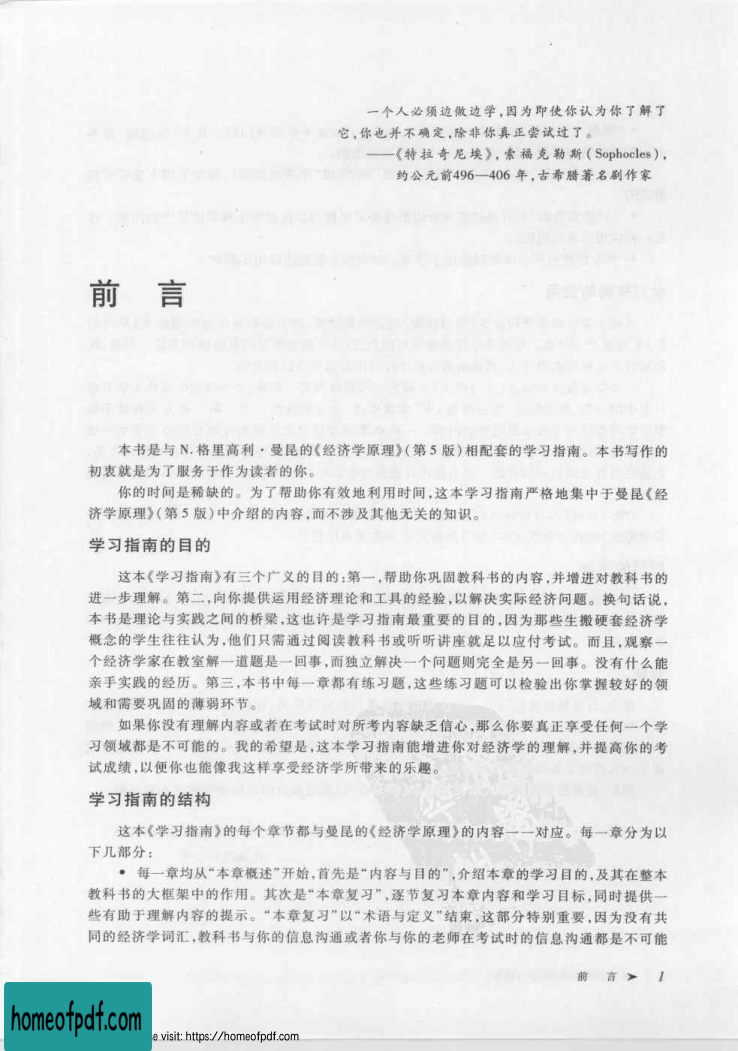 一个人必须边做边学,因为即使你认为你了解了
它,你也并不确定,除非你真正尝试过了。
——《特拉奇尼埃》,索福克勒斯(Sophocles),
约公元前496—406 年,古希腊著名剧作家
前 言
本书是与 N.格里高利·曼昆的《经济学原理》(第 5 版)相配套的学习指南。本书写作的
初衷就是为了服务于作为读者的你。
你的时间是稀缺的。为了帮助你有效地利用时间,这本学习指南严格地集中于曼昆《经
济学原理》(第 5 版)中介绍的内容,而不涉及其他无关的知识。
学习指南的目的
这本《学习指南》有三个广义的目的:第一,帮助你巩固教科书的内容,并增进对教科书的
进一步理解。第二,向你提供运用经济理论和工具的经验,以解决实际经济问题。换句话说,
本书是理论与实践之间的桥梁,这也许是学习指南最重要的目的,因为那些生搬硬套经济学
概念的学生往往认为,他们只需通过阅读教科书或听听讲座就足以应付考试。而且,观察一
个经济学家在教室解一道题是一回事,而独立解决一个问题则完全是另一回事。没有什么能
亲手实践的经历。第三,本书中每一章都有练习题,这些练习题可以检验出你掌握较好的领
域和需要巩固的薄弱环节。
如果你没有理解内容或者在考试时对所考内容缺乏信心,那么你要真正享受任何一个学
习领域都是不可能的。我的希望是,这本学习指南能增进你对经济学的理解,并提高你的考
试成绩,以便你也能像我这样享受经济学所带来的乐趣。
学习指南的结构
这本《学习指南》的每个章节都与曼昆的《经济学原理》的内容一一对应。每一章分为以
下几部分:
• 每一章均从“本章概述”开始,首先是“内容与目的”,介绍本章的学习目的,及其在整本
教科书的大框架中的作用。其次是“本章复习”,逐节复习本章内容和学习目标,同时提供一
些有助于理解内容的提示。“本章复习”以“术语与定义”结束,这部分特别重要,因为没有共
同的经济学词汇,教科书与你的信息沟通或者你与你的老师在考试时的信息沟通都是不可能
前 言 ➤ 1
homeofpdf.com
e visit: https://homeofpdf.com